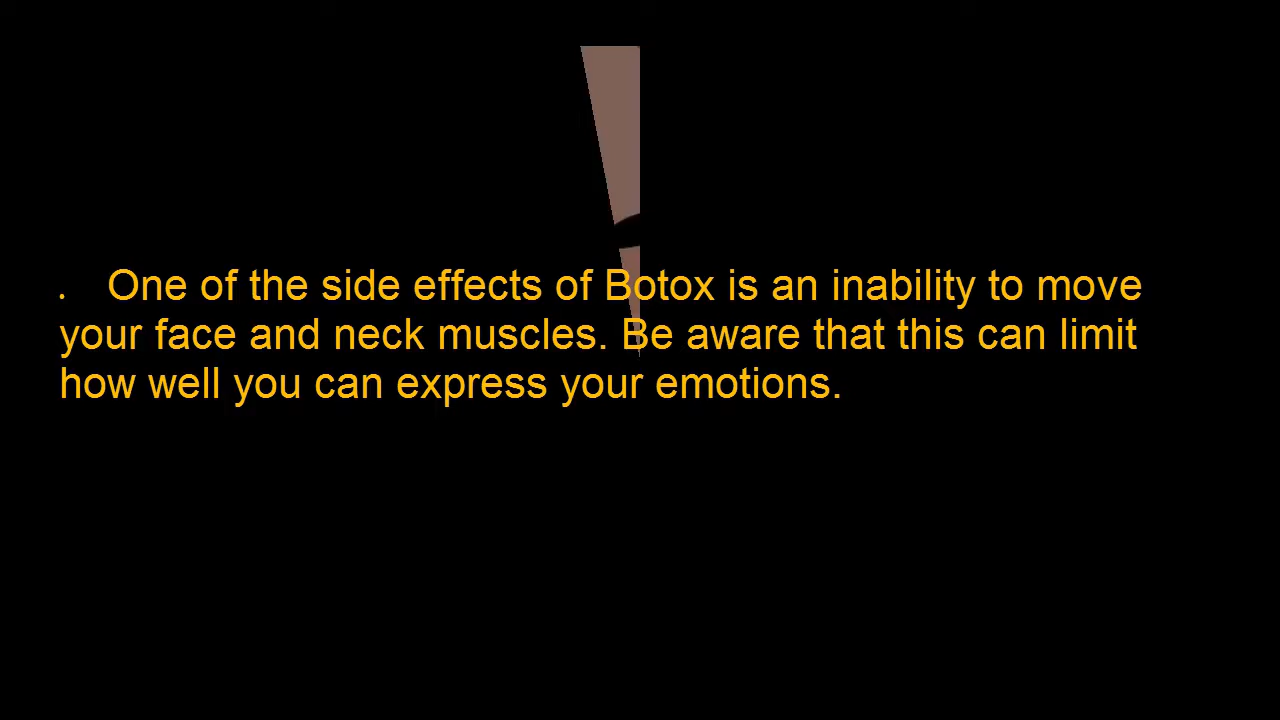 . One of the side effects of Botox is an inability to move
your face and neck muscles. Be aware that this can limit
how well you can express your emotions.